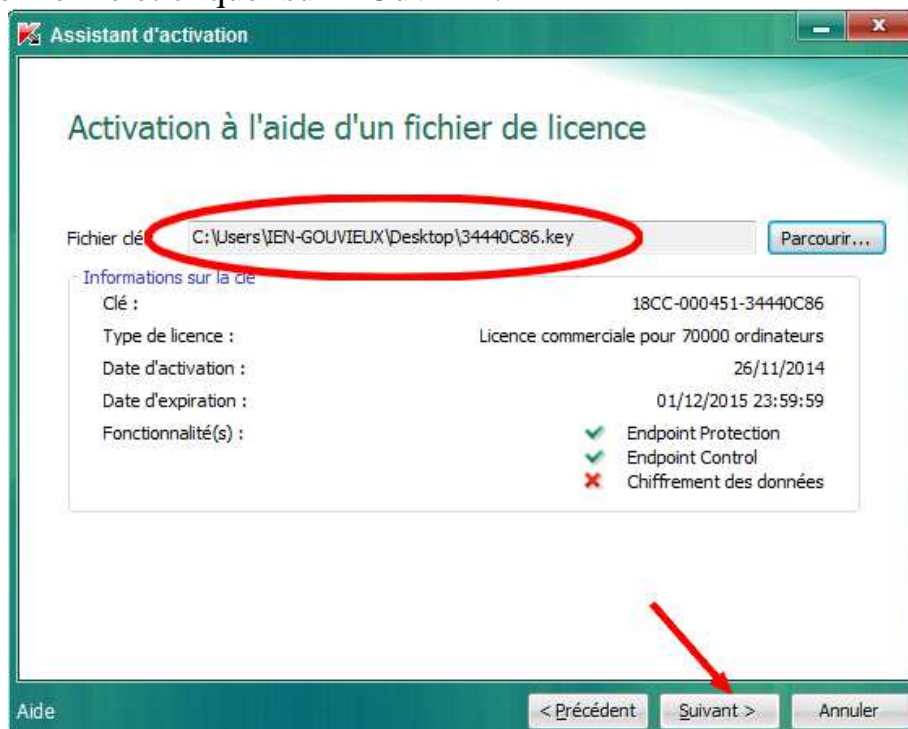 Assistant d'activation
Activation à l'aide d'un fichier de licence
Fichier clé
C:\Users\IEN-GOUVIEUX\Desktop\34440C86.key
Parcourir...
Informations sur la clé
Clé : 18CC-000451-34440C86
Type de licence : Licence commerciale pour 70000 ordinateurs
Date d'activation : 26/11/2014
Date d'expiration : 01/12/2015 23:59:59
Fonctionnalité(s) : Endpoint Protection
Endpoint Control
Chiffrement des données
Aide
< Précédent
Suivant >
Annuler